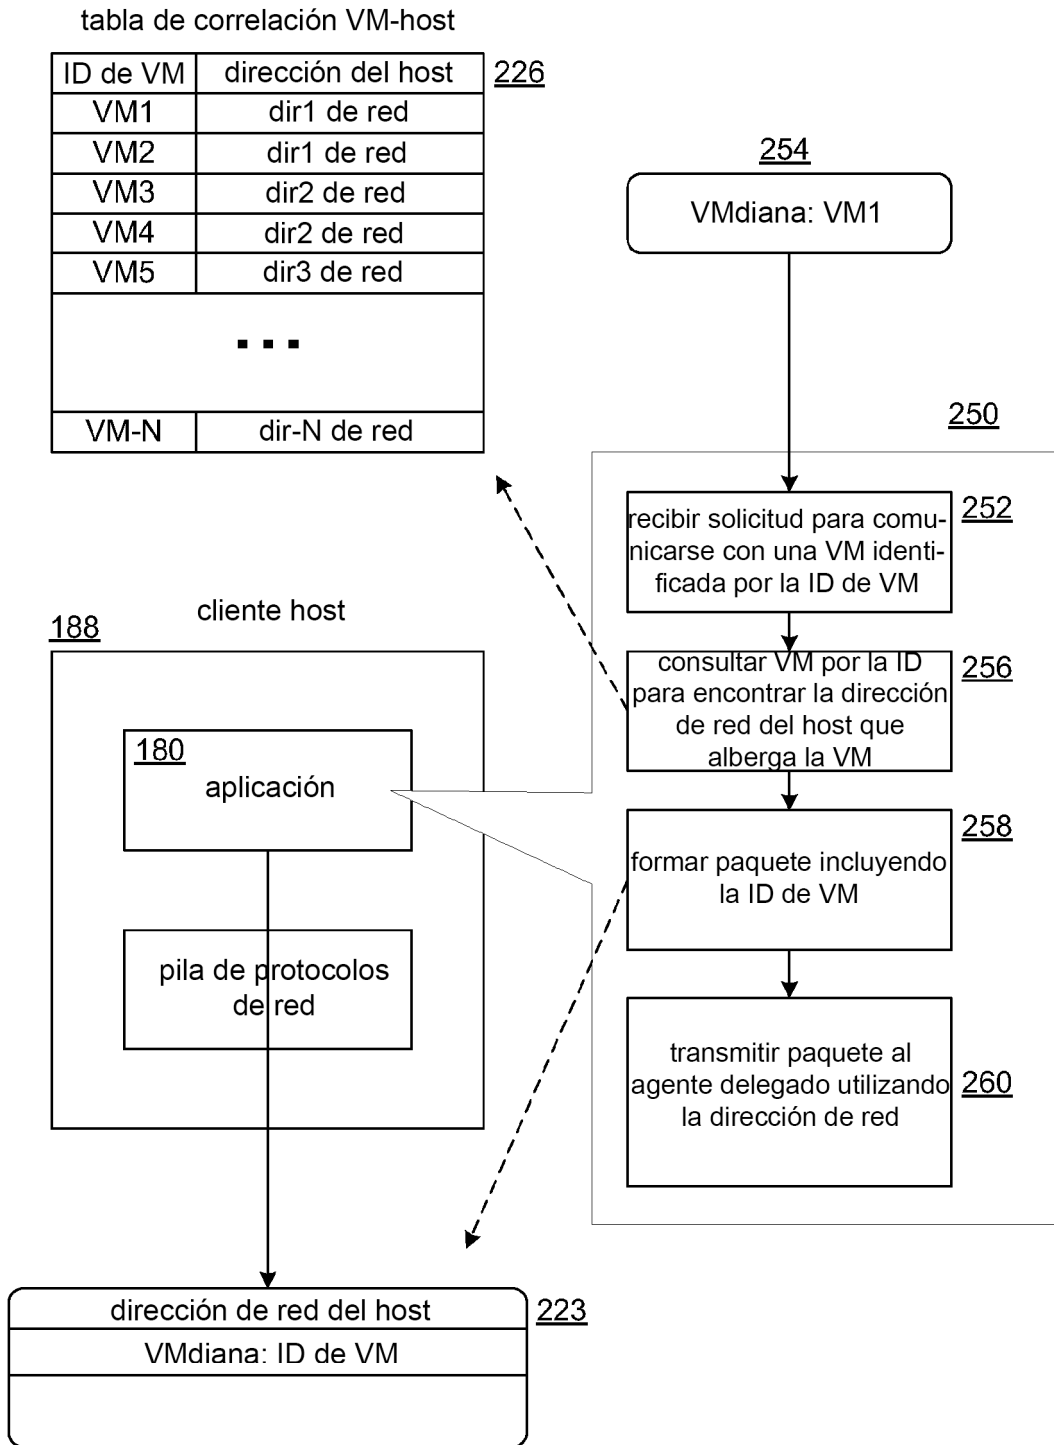 tabla de correlación VM-host
ID de VM dirección del host 226
VM1 dir1 de red
VM2 dir1 de red
VM3 dir2 de red
VM4 dir2 de red
VM5 dir3 de red
...
VM-N dir-N de red
254
VMdiana: VM1
250
252
recibir solicitud para comu-
nicarse con una VM identi-
ficada por la ID de VM
256
consultar VM por la ID
para encontrar la dirección
de red del host que
alberga la VM
258
formar paquete incluyendo
la ID de VM
transmitir paquete al
agente delegado utilizando
la dirección de red
260
cliente host
188
180
aplicación
pila de protocolos
de red
dirección de red del host
223
VMdiana: ID de VM